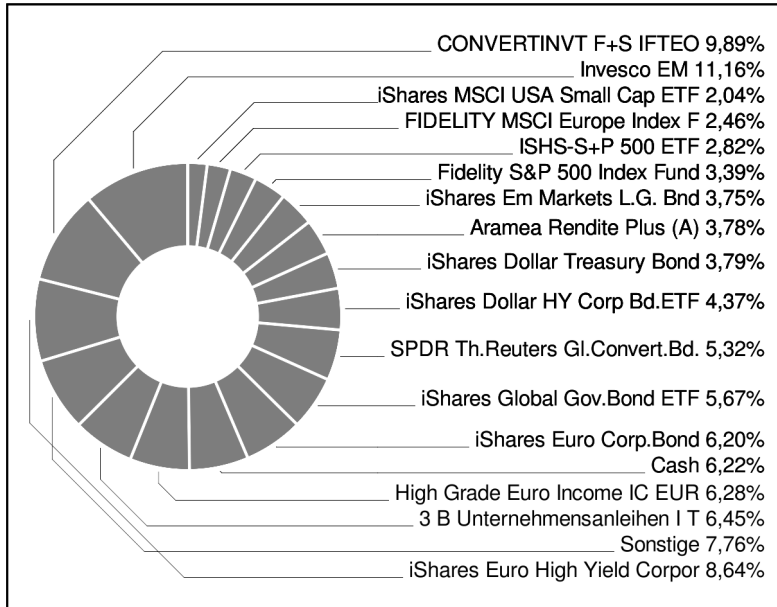 CONVERTINVT F+S IFTEO 9,89%
Invesco EM 11,16%
iShares MSCI USA Small Cap ETF 2,04%
FIDELITY MSCI Europe Index F 2,46%
ISHS-S+P 500 ETF 2,82%
Fidelity S&P 500 Index Fund 3,39%
iShares Em Markets L.G. Bnd 3,75%
Aramea Rendite Plus (A) 3,78%
iShares Dollar Treasury Bond 3,79%
iShares Dollar HY Corp Bd.ETF 4,37%
SPDR Th.Reuters Gl.Convert.Bd. 5,32%
iShares Global Gov.Bond ETF 5,67%
iShares Euro Corp.Bond 6,20%
Cash 6,22%
High Grade Euro Income IC EUR 6,28%
3 B Unternehmensanleihen I T 6,45%
Sonstige 7,76%
iShares Euro High Yield Corpor 8,64%